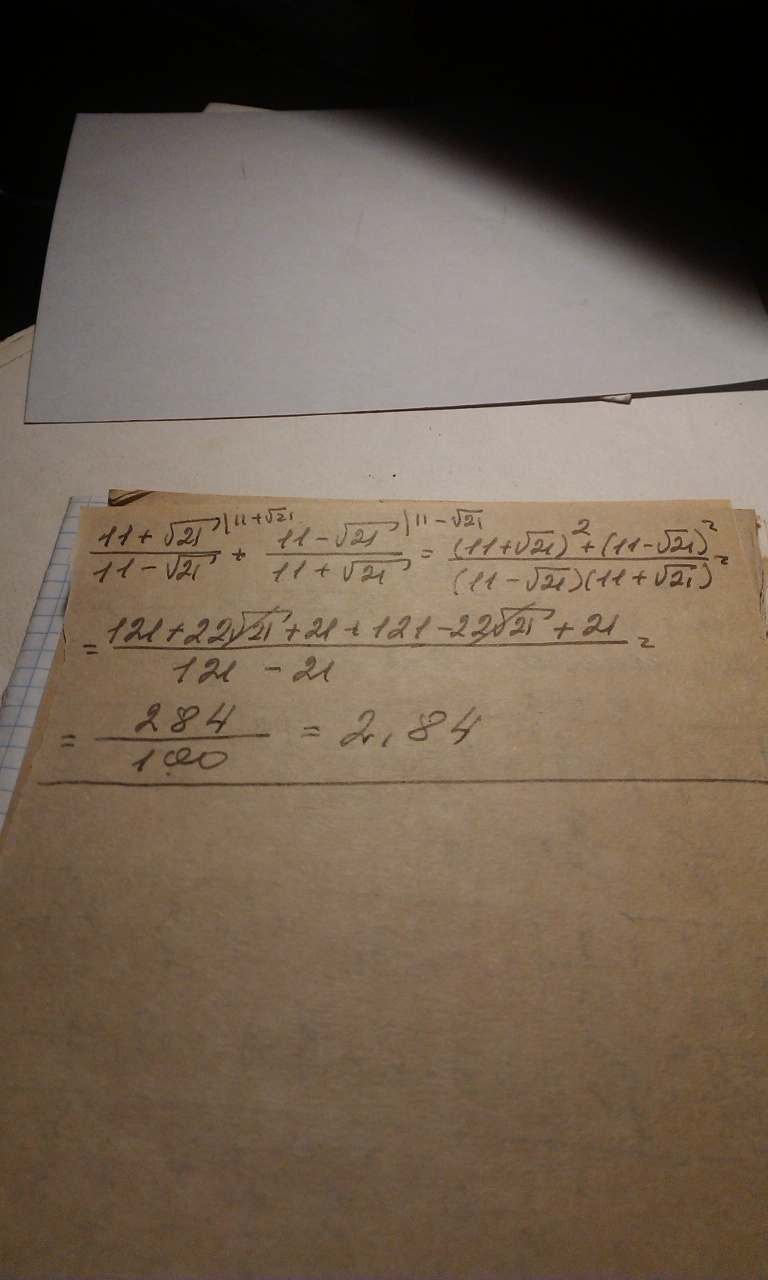 (11+√21)/(11-√21) |11+√21 + (11-√21)/(11+√21) |11-√21 = ((11+√21)²+(11-√21)²)/((11-√21)(11+√21)) =
= (121+22√21+21+121-22√21+21)/(121-21) =
= 284/100 = 2,84